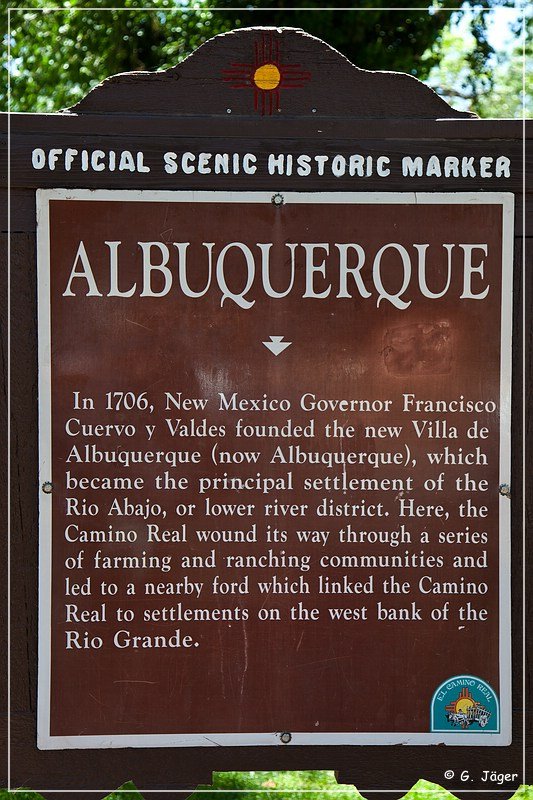 OFFICIAL SCENIC HISTORIC MARKER
ALBUQUERQUE
In 1706, New Mexico Governor Francisco
Cuervo y Valdes founded the new Villa de
Albuquerque (now Albuquerque), which
became the principal settlement of the
Rio Abajo, or lower river district. Here, the
Camino Real wound its way through a series
of farming and ranching communities and
led to a nearby ford which linked the Camino
Real to settlements on the west bank of the
Rio Grande.
EL CAMINO REAL
© G. Jäger